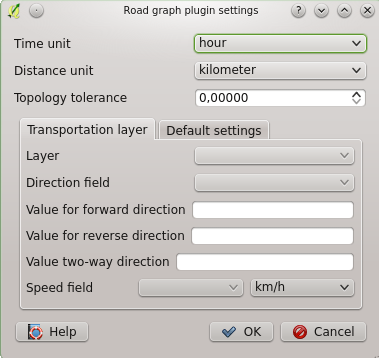 Road graph plugin settings
Time unit hour
Distance unit kilometer
Topology tolerance 0,00000
Transportation layer Default settings
Layer
Direction field
Value for forward direction
Value for reverse direction
Value two-way direction
Speed field km/h
Help OK Cancel